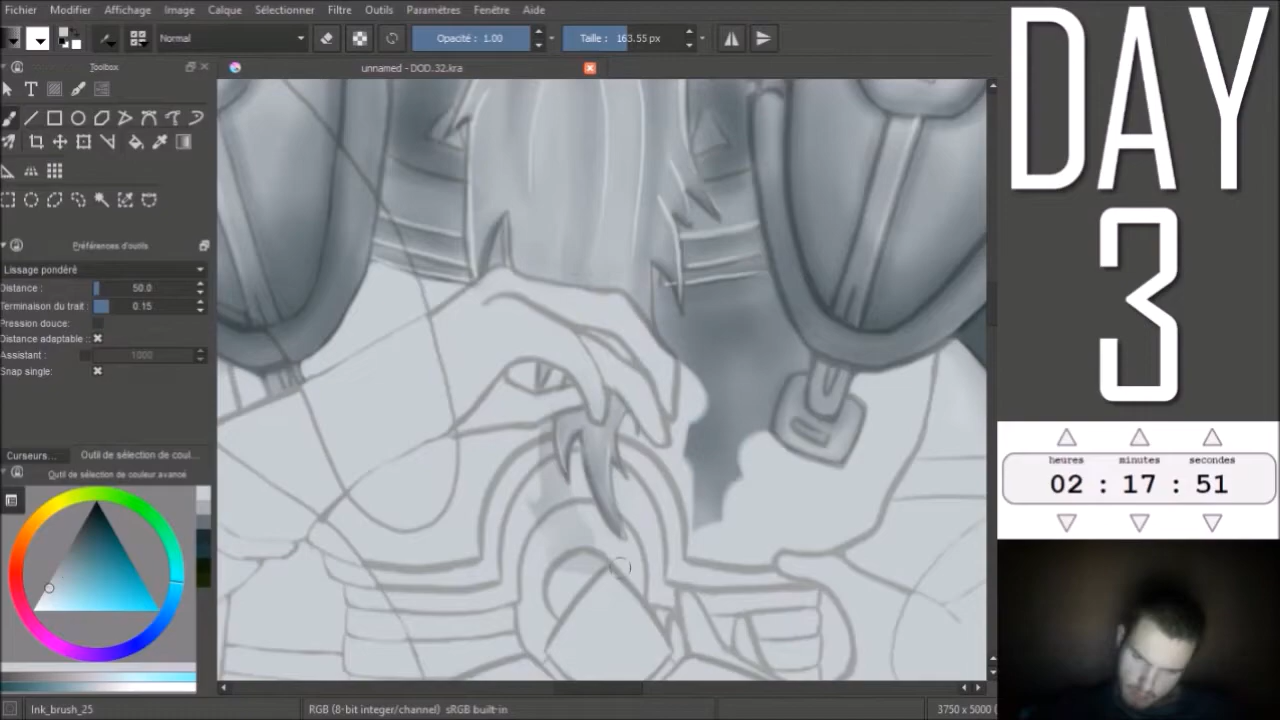 Fichier Modifier Affichage Image Calque Sélectionner Filtre Outils Paramètres Fenêtre Aide
Normal Opacité : 1.00 Taille : 163.55 px
Toolbox unnamed - DOD.32.kra
Préférences d'outils
Lissage pondéré
Distance : 50.0
Terminaison du trait : 0.15
Pression douce:
Distance adaptable :
Assistant : 1000
Snap single:
Curseurs... Outil de sélection de coul...
Outil de sélection de couleur avancé
Ink_brush_25 RGB (8-bit integer/channel) sRGB built-in 3750 x 5000
DAY
3
heures minutes secondes
02 : 17 : 51